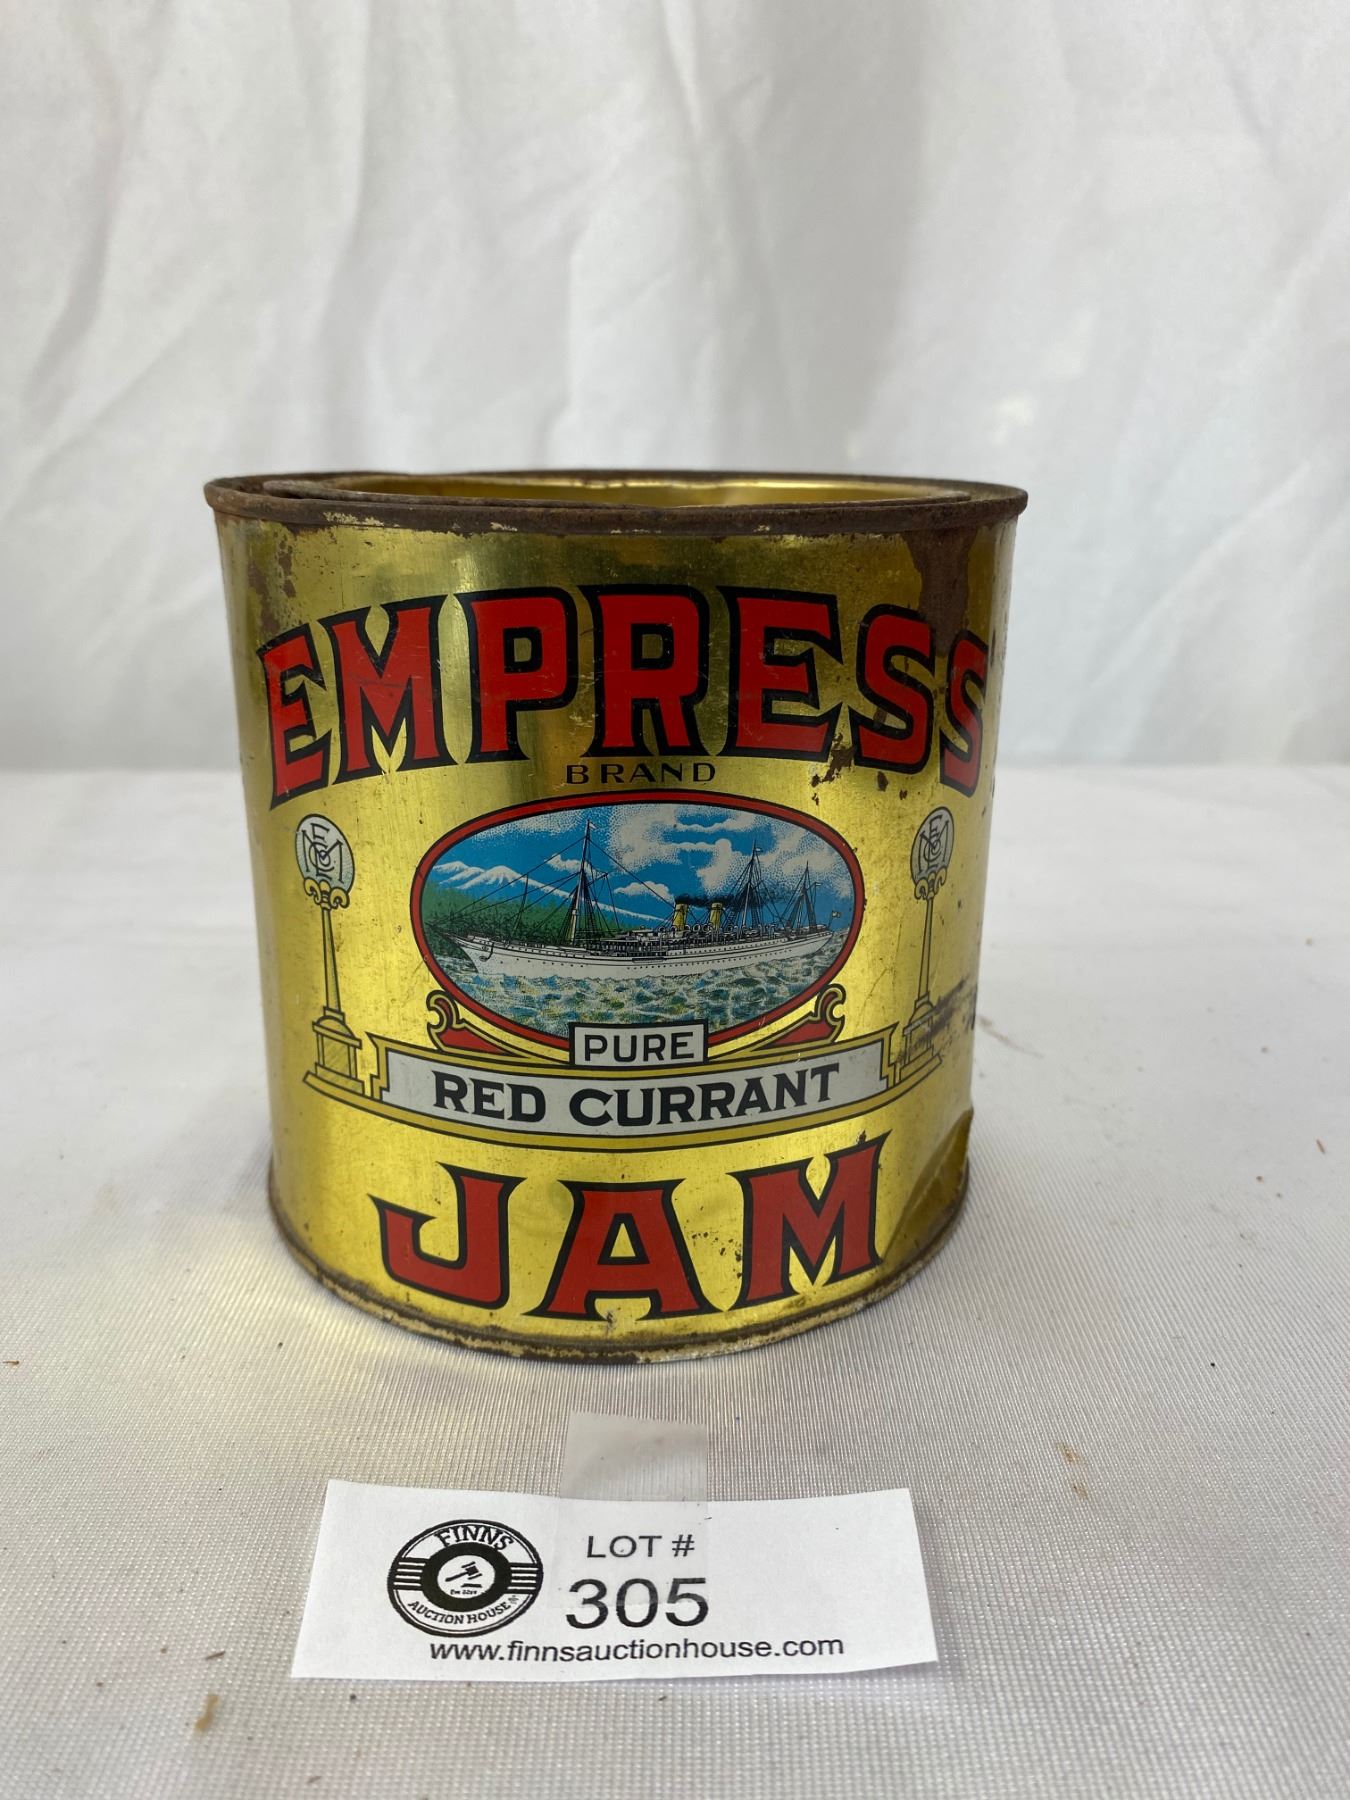 EMPRESS
BRAND
PURE
RED CURRANT
JAM
FINNS
AUCTION HOUSE
LOT #
305
www.finnsauctionhouse.com